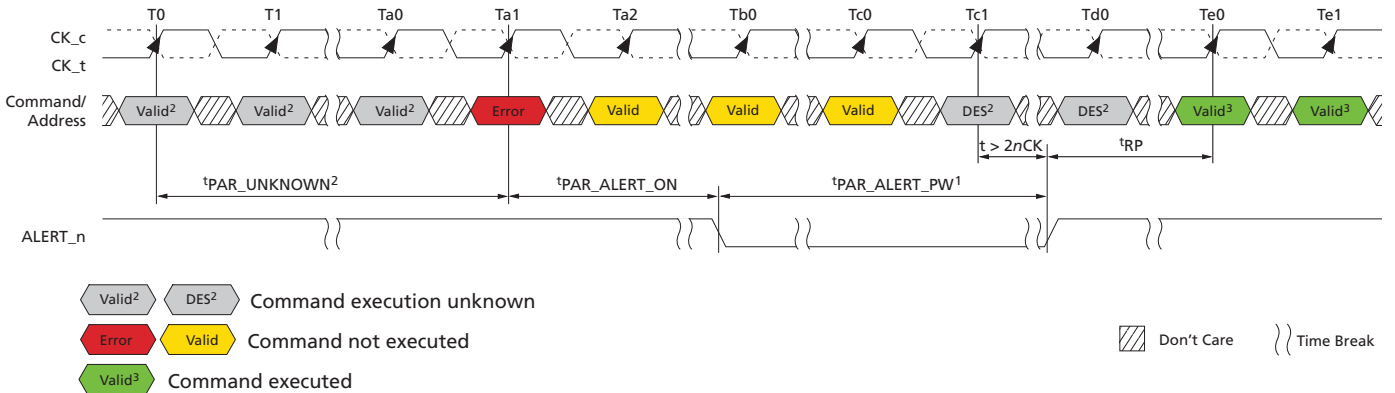 T0 T1 Ta0 Ta1 Ta2 Tb0 Tc0 Tc1 Td0 Te0 Te1
CK_c
CK_t
Command/
Address
Valid² Valid² Valid² Error Valid Valid Valid DES² DES² Valid³ Valid³
t > 2nCK
ᵗRP
ᵗPAR_UNKNOWN²
ᵗPAR_ALERT_ON
ᵗPAR_ALERT_PW¹
ALERT_n
Valid² DES² Command execution unknown
Error Valid Command not executed
Don't Care
Time Break
Valid³ Command executed